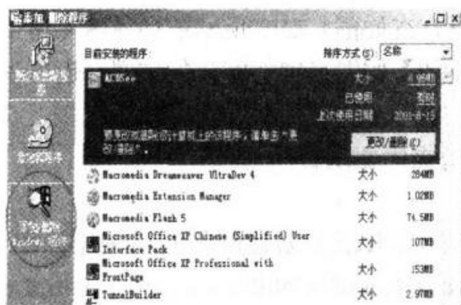 添加/删除程序
目前安装的程序:
排序方式(S): 名称
ACDSee
大小
已使用
上次使用日期 2001-8-15
更改/删除(C)
Macromedia Dreamweaver UltraDev 4 大小 284MB
Macromedia Extension Manager 大小 1.02MB
Macromedia Flash 5 大小 74.5MB
Microsoft Office XP Chinese (Simplified) User
Interface Pack 大小 107MB
Microsoft Office XP Professional with
FrontPage 大小 153MB
TunnelBuilder 大小 2.97MB